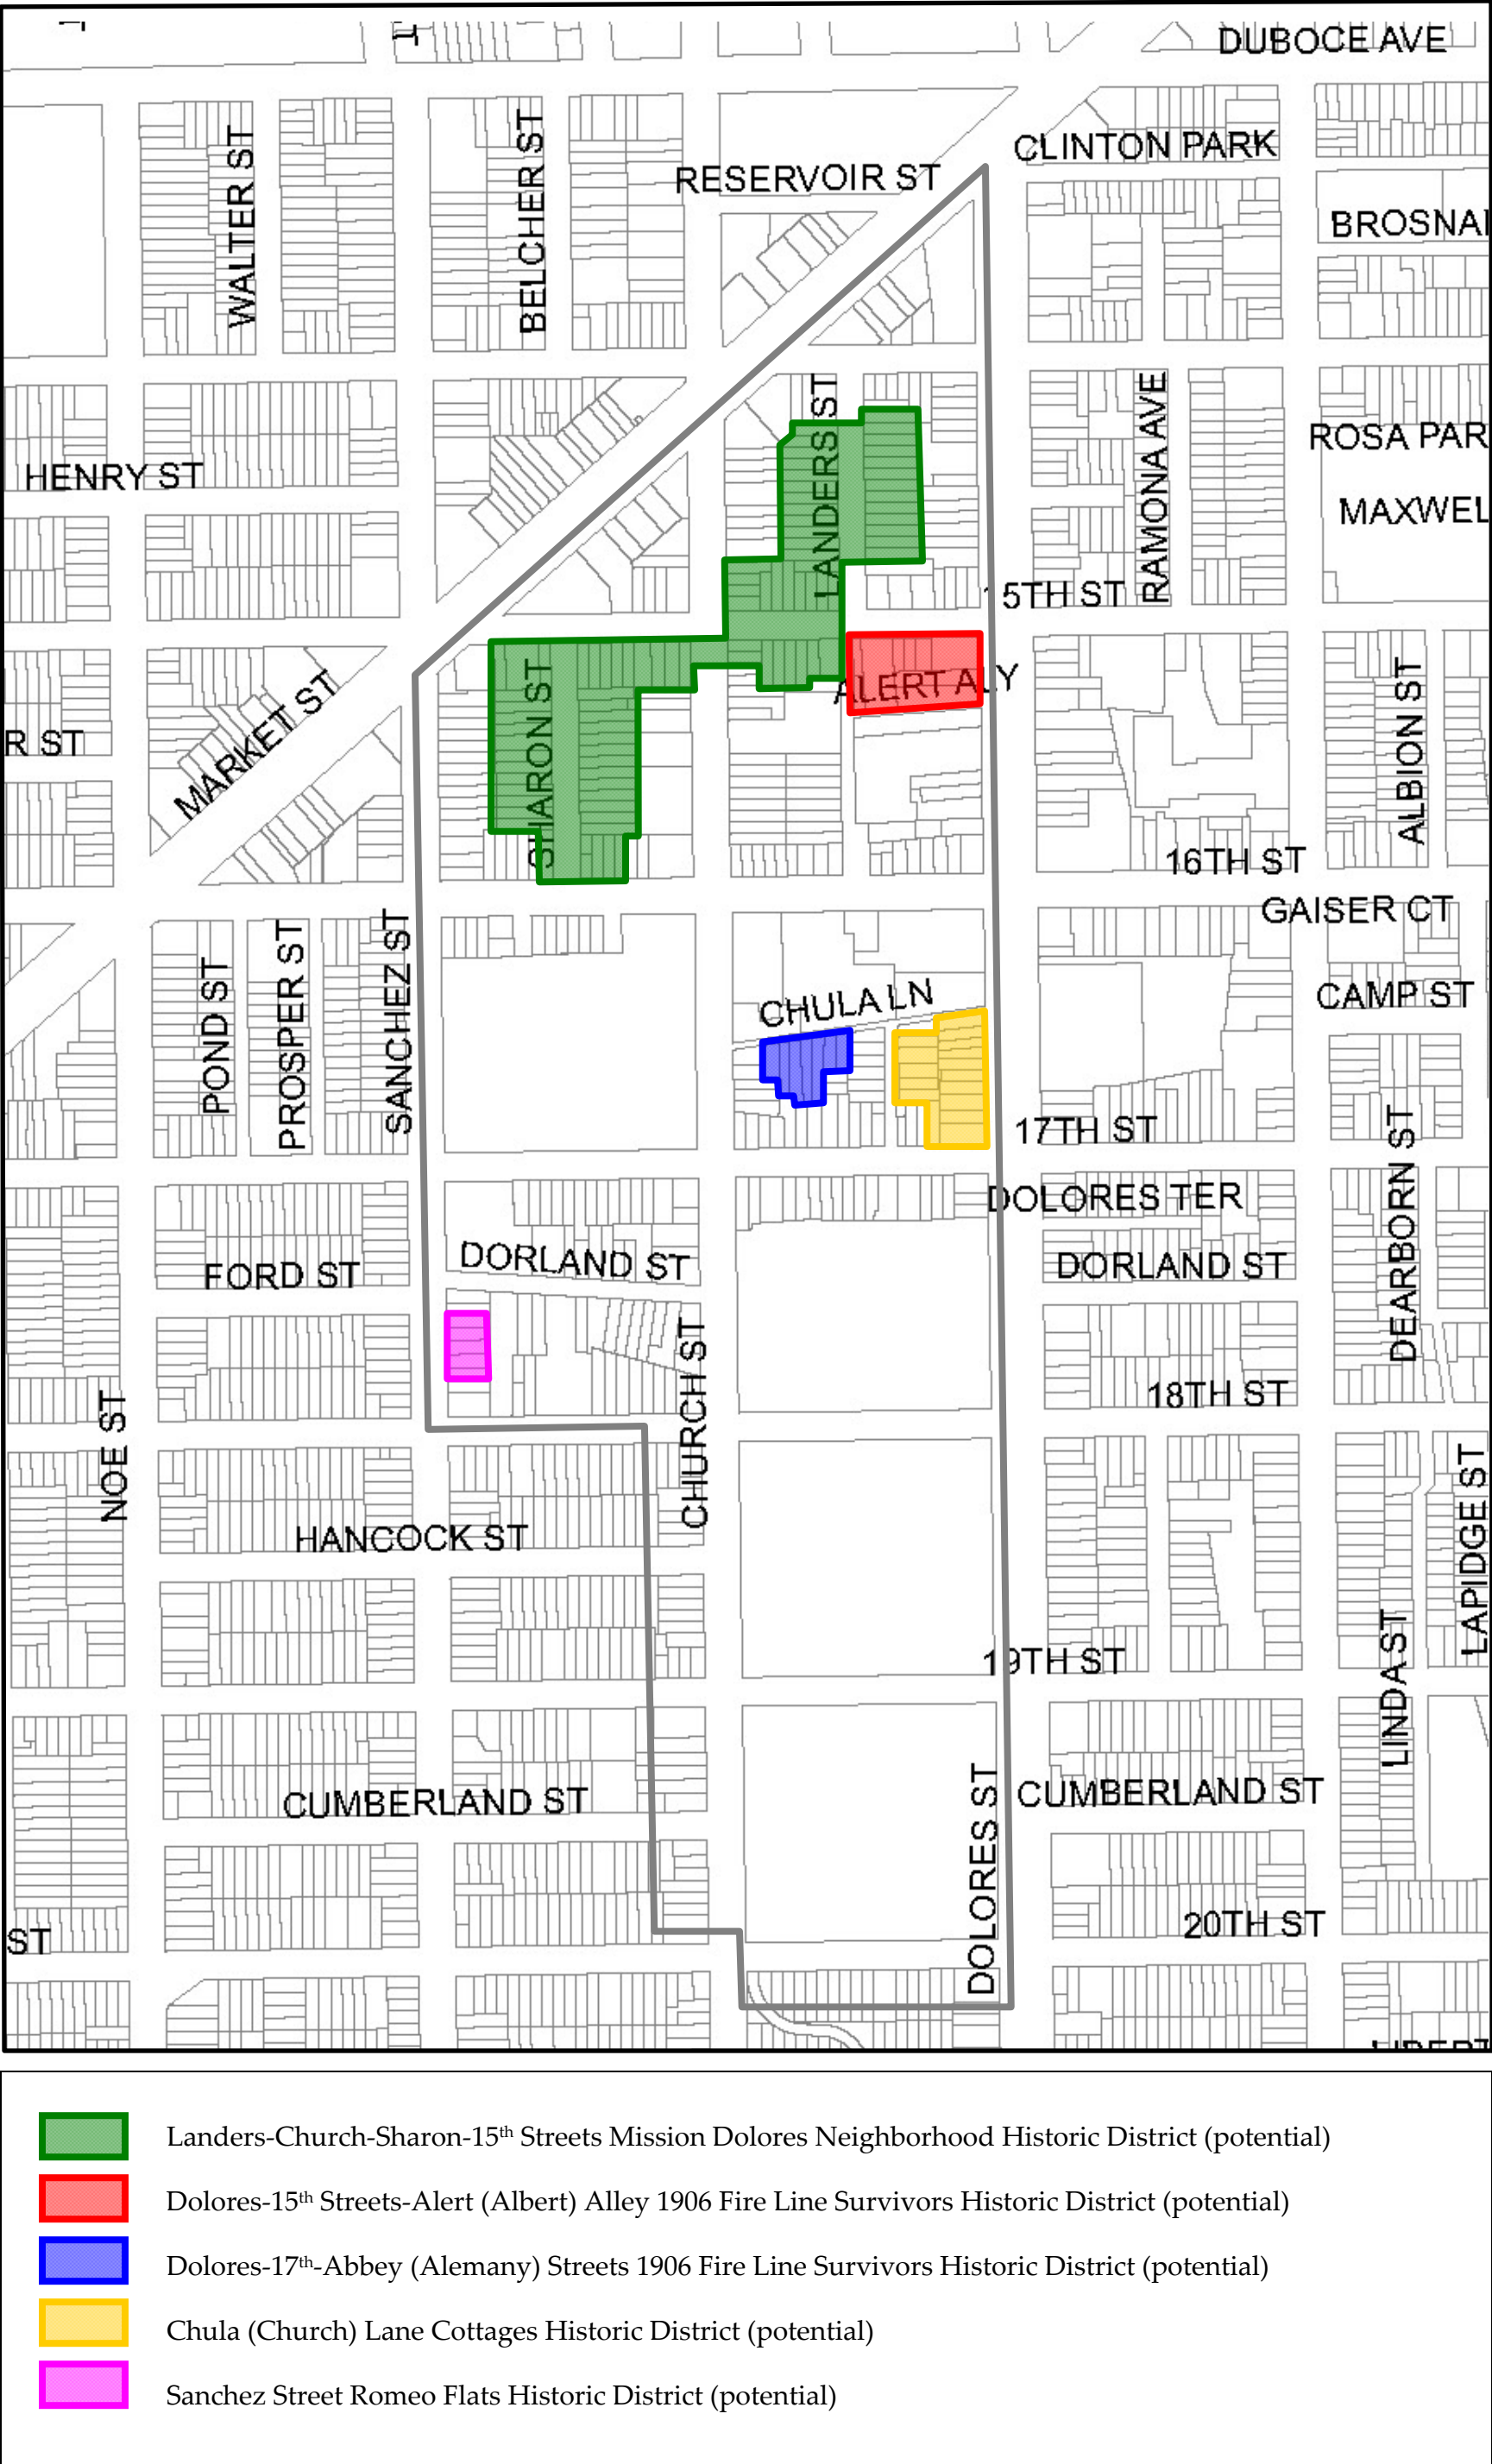 DUBOCE AVE
CLINTON PARK
RESERVOIR ST
WALTER ST
BELCHER ST
BROSNAN
HENRY ST
LANDERS ST
RAMONA AVE
ROSA PAR
MAXWEL
15TH ST
ALERT ALY
SHARON ST
MARKET ST
R ST
ALBION ST
16TH ST
GAISER CT
POND ST
PROSPER ST
SANCHEZ ST
CHULA LN
CAMP ST
17TH ST
DOLORES TER
DORLAND ST
FORD ST
DORLAND ST
DEARBORN ST
NOE ST
CHURCH ST
18TH ST
HANCOCK ST
LAPIDGE ST
19TH ST
LINDA ST
CUMBERLAND ST
CUMBERLAND ST
DOLORES ST
20TH ST
ST
Landers-Church-Sharon-15th Streets Mission Dolores Neighborhood Historic District (potential)
Dolores-15th Streets-Alert (Albert) Alley 1906 Fire Line Survivors Historic District (potential)
Dolores-17th-Abbey (Alemany) Streets 1906 Fire Line Survivors Historic District (potential)
Chula (Church) Lane Cottages Historic District (potential)
Sanchez Street Romeo Flats Historic District (potential)